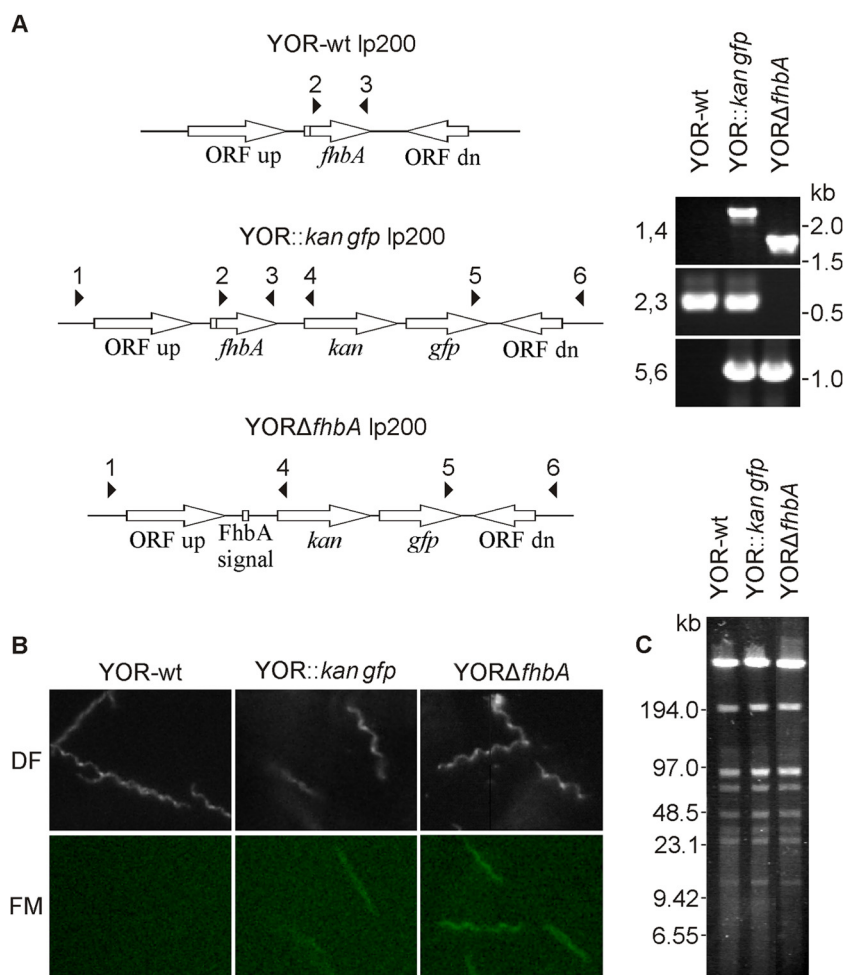 A
YOR-wt lp200
2 3
ORF up fhbA ORF dn
YOR::kan gfp lp200
1 2 3 4 5 6
ORF up fhbA kan gfp ORF dn
YORΔfhbA lp200
1 4 5 6
ORF up FhbA signal kan gfp ORF dn
YOR-wt YOR::kan gfp YORΔfhbA
kb
1,4
-2.0
-1.5
2,3
-0.5
5,6
-1.0
B
YOR-wt YOR::kan gfp YORΔfhbA
DF
FM
C
YOR-wt YOR::kan gfp YORΔfhbA
kb
194.0-
97.0-
48.5-
23.1-
9.42-
6.55-